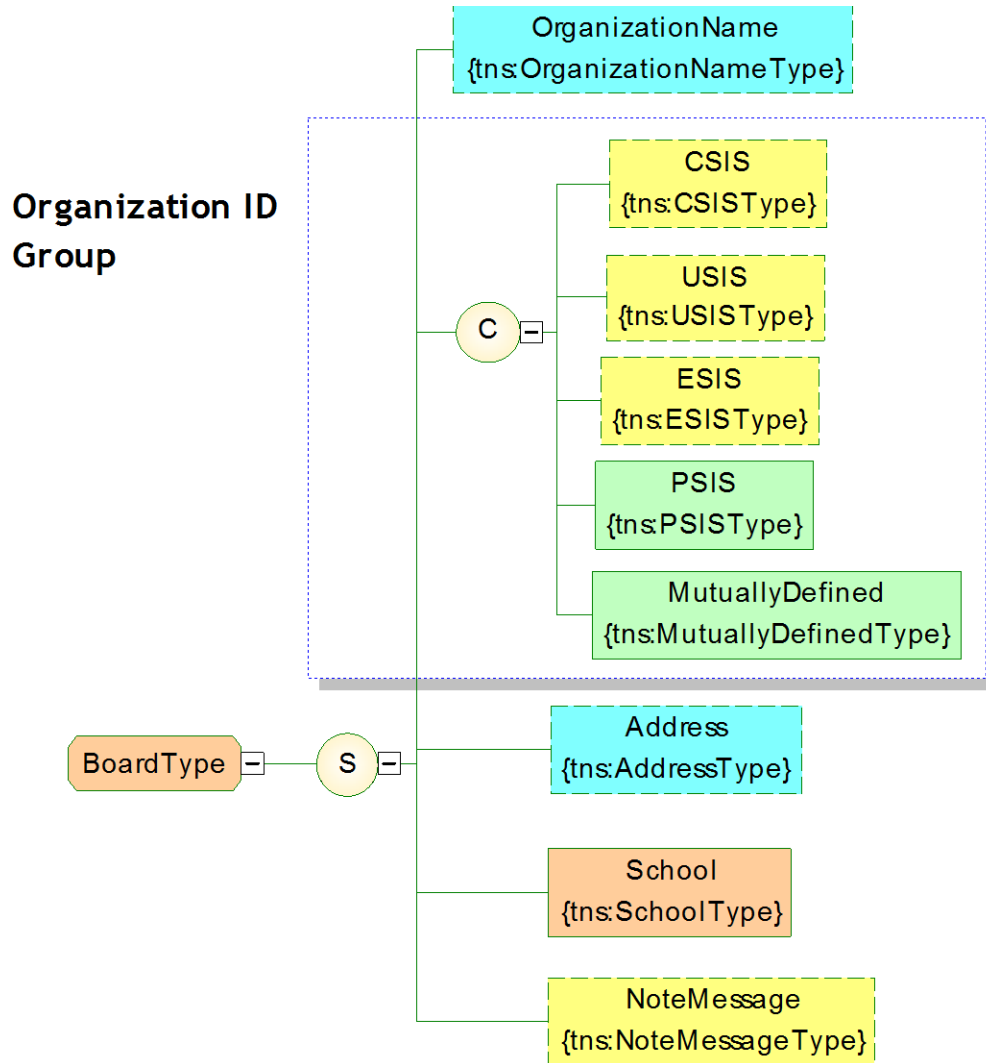 OrganizationName
{tns:OrganizationNameType}
Organization ID
Group
CSIS
{tns:CSISType}
USIS
{tns:USISType}
C
ESIS
{tns:ESISType}
PSIS
{tns:PSISType}
MutuallyDefined
{tns:MutuallyDefinedType}
BoardType
S
Address
{tns:AddressType}
School
{tns:SchoolType}
NoteMessage
{tns:NoteMessageType}